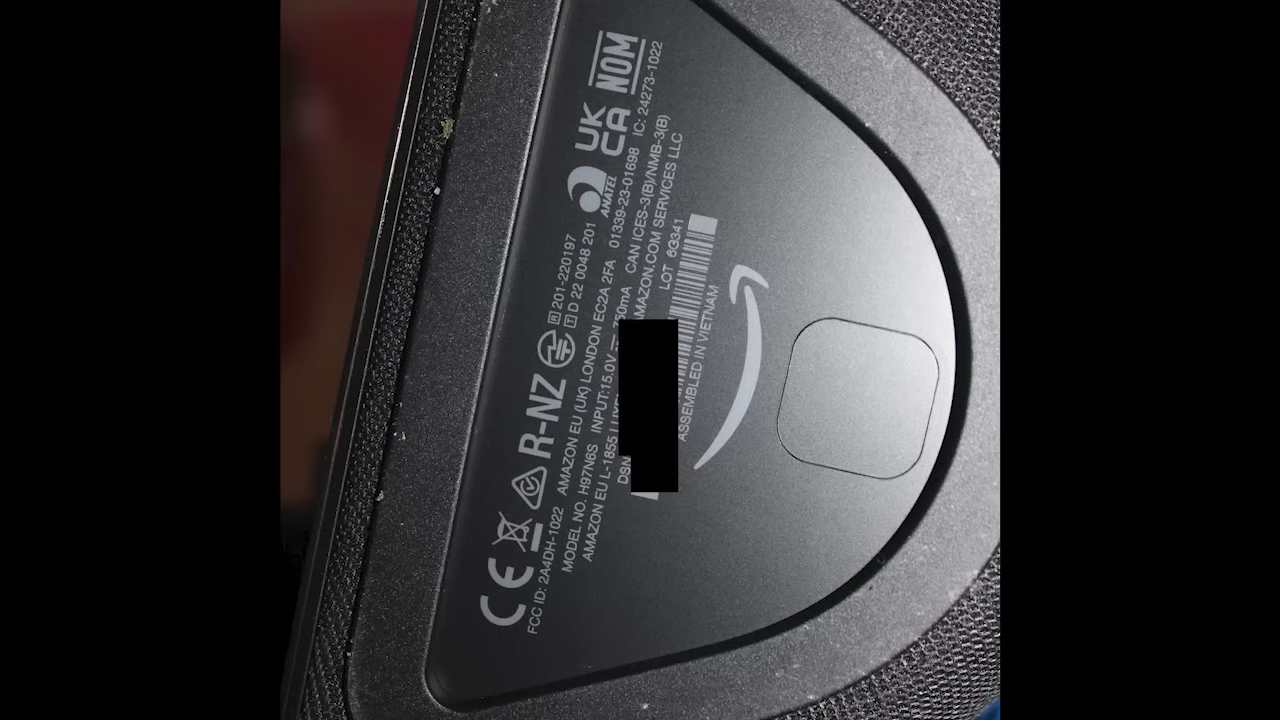 CE R-NZ R 201-220197 ANATEL UK CA NOM
T D 22 0048 201
FCC ID: 2A4DH-1022 AMAZON EU (UK) LONDON EC2A 2FA 01339-23-01698 IC: 24273-1022
MODEL NO. H97N6S INPUT:15.0V 750mA CAN ICES-3(B)/NMB-3(B)
AMAZON EU L-1855 AMAZON.COM SERVICES LLC
DSN LOT 6G341
ASSEMBLED IN VIETNAM